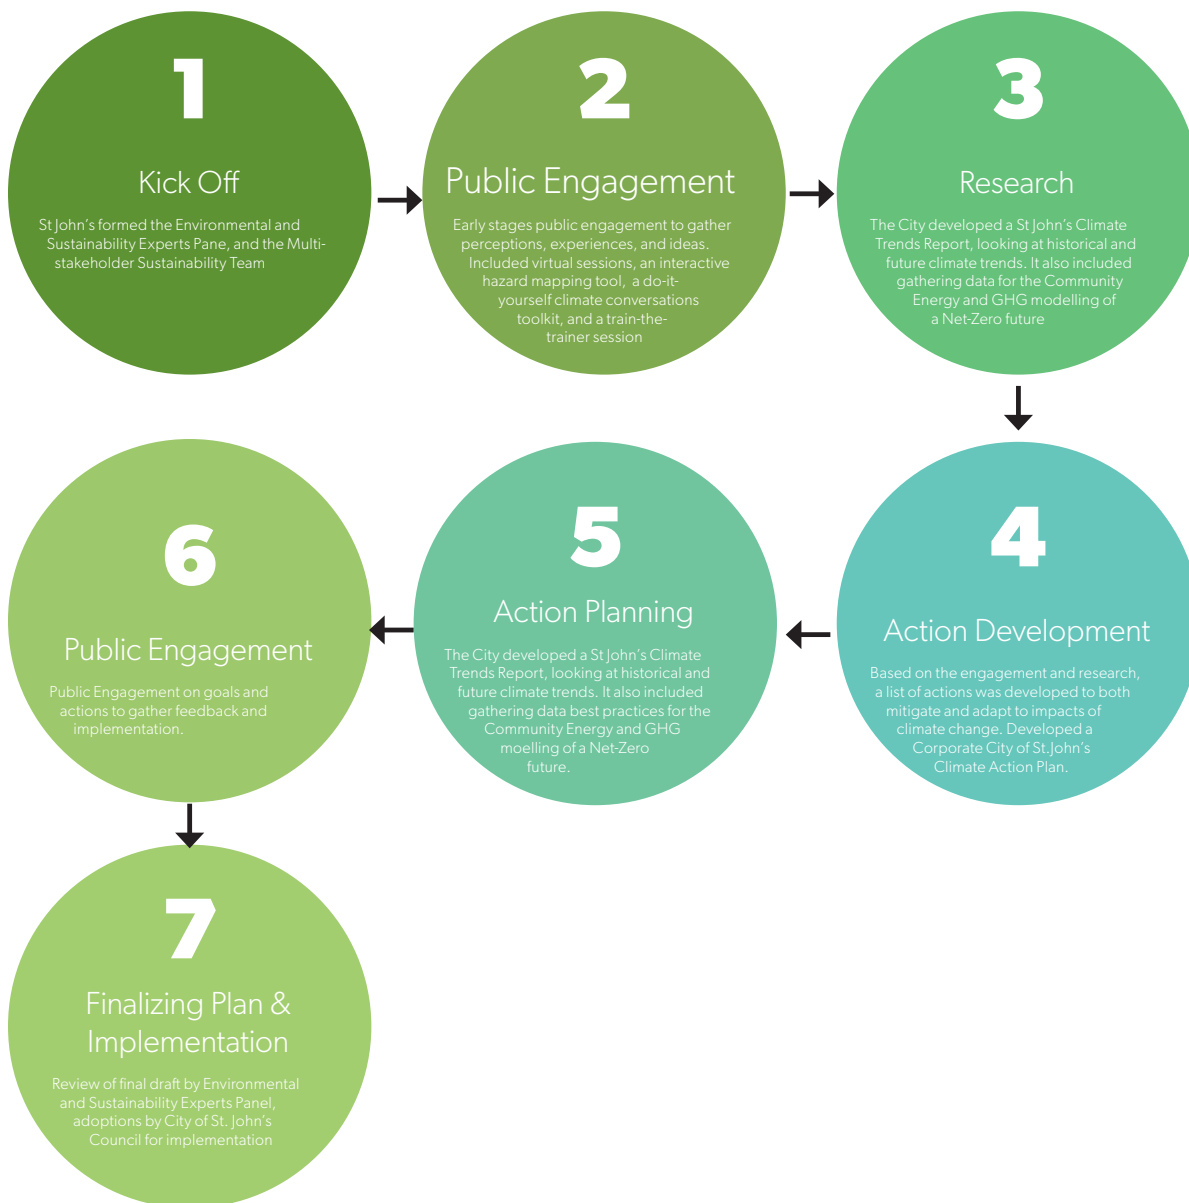 1
Kick Off
St John's formed the Environmental and
Sustainability Experts Pane, and the Multi-
stakeholder Sustainability Team
2
Public Engagement
Early stages public engagement to gather
perceptions, experiences, and ideas.
Included virtual sessions, an interactive
hazard mapping tool, a do-it-
yourself climate conversations
toolkit, and a train-the-
trainer session
3
Research
The City developed a St John's Climate
Trends Report, looking at historical and
future climate trends. It also included
gathering data for the Community
Energy and GHG modelling of
a Net-Zero future
4
Action Development
Based on the engagement and research,
a list of actions was developed to both
mitigate and adapt to impacts of
climate change. Developed a
Corporate City of St.John's
Climate Action Plan.
5
Action Planning
The City developed a St John's Climate
Trends Report, looking at historical and
future climate trends. It also included
gathering data best practices for the
Community Energy and GHG
moelling of a Net-Zero
future.
6
Public Engagement
Public Engagement on goals and
actions to gather feedback and
implementation.
7
Finalizing Plan &
Implementation
Review of final draft by Environmental
and Sustainability Experts Panel,
adoptions by City of St. John's
Council for implementation